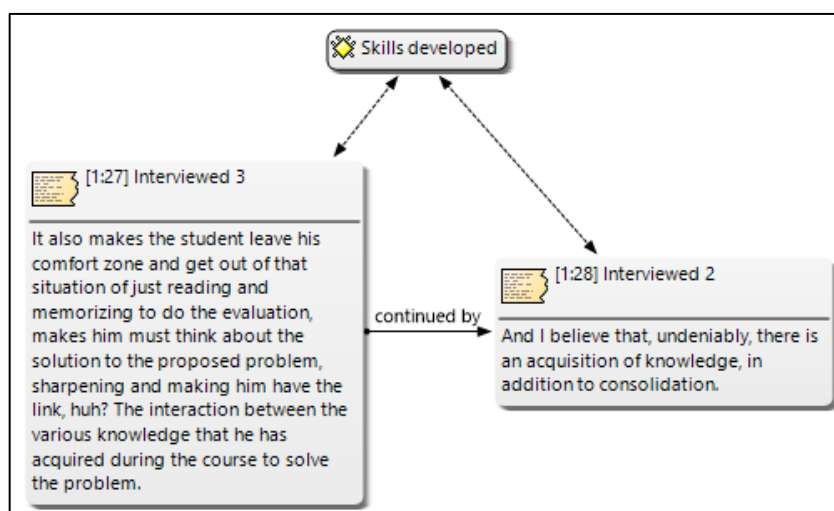 Skills developed
[1:27] Interviewed 3
It also makes the student leave his
comfort zone and get out of that
situation of just reading and
memorizing to do the evaluation,
makes him must think about the
solution to the proposed problem,
sharpening and making him have the
link, huh? The interaction between the
various knowledge that he has
acquired during the course to solve
the problem.
continued by
[1:28] Interviewed 2
And I believe that, undeniably, there is
an acquisition of knowledge, in
addition to consolidation.